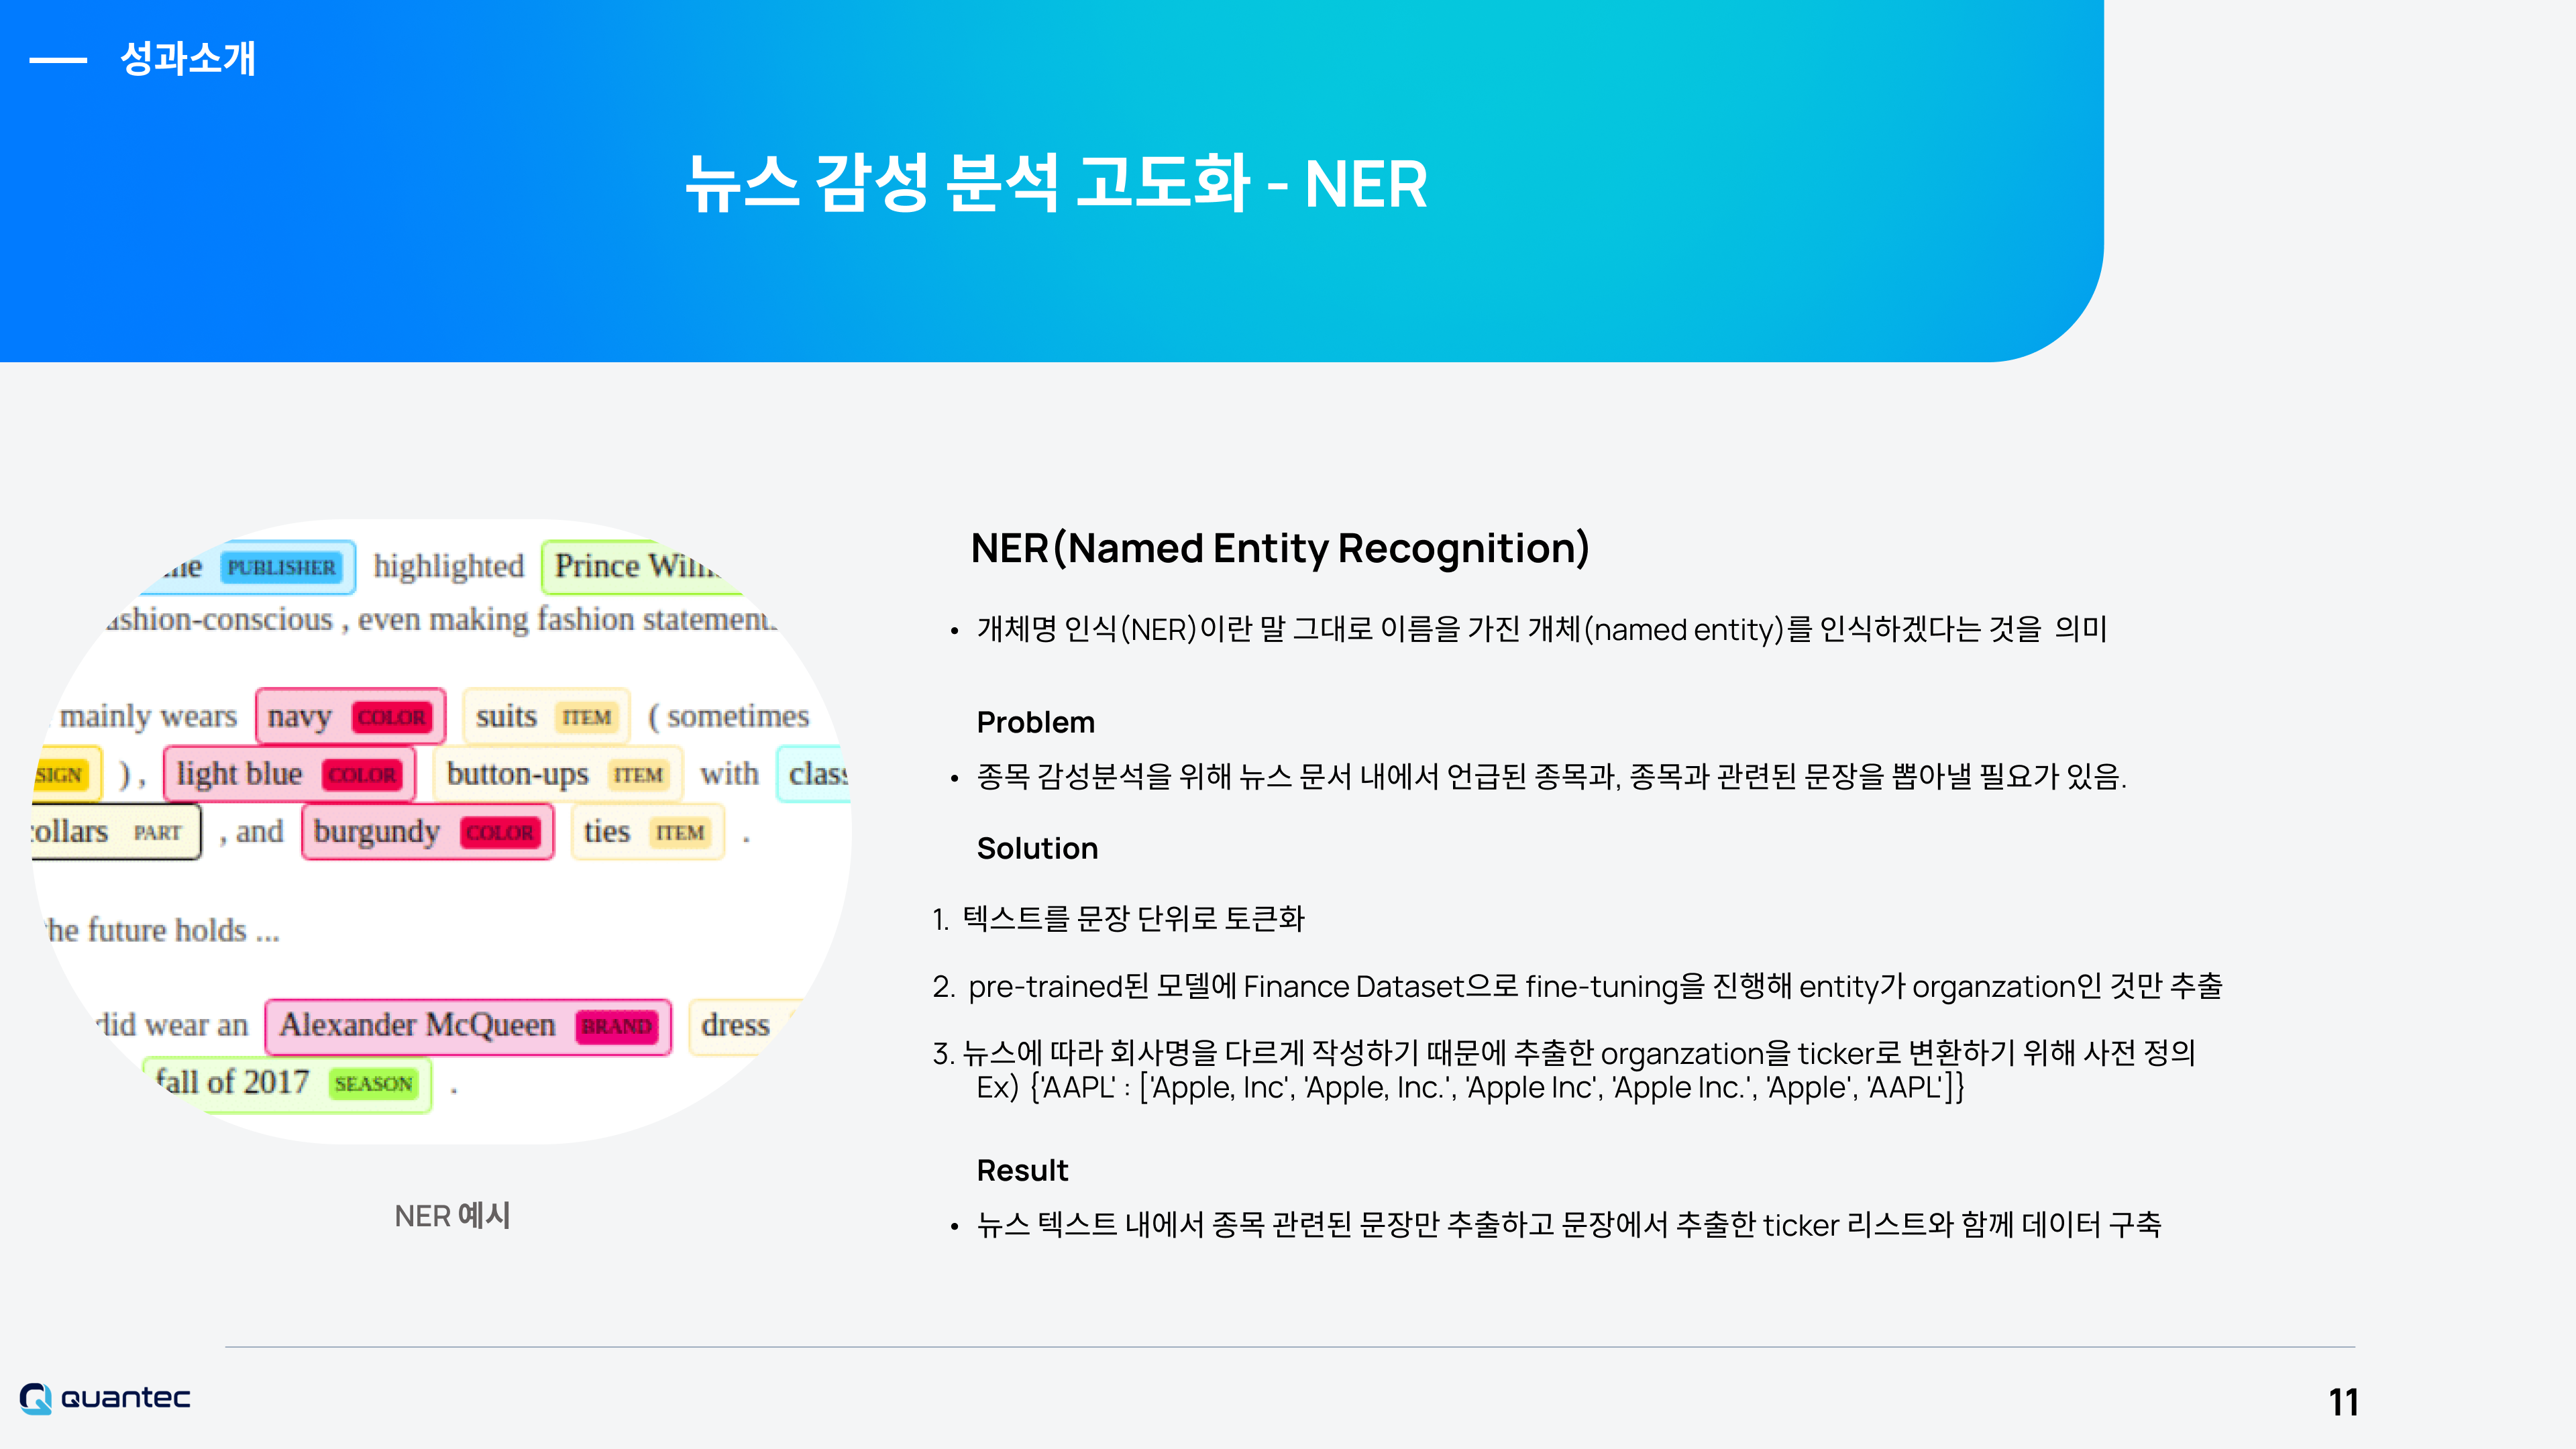 성과소개
뉴스 감성 분석 고도화 - NER
PUBLISHER highlighted Prince
, even making fashion
mainly wears navy COLOR suits ITEM ( sometimes
) , light blue COLOR button-ups ITEM with
PART , and burgundy COLOR ties ITEM .
future holds ...
wear an Alexander McQueen BRAND dress
fall of 2017 SEASON .
NER 예시
NER(Named Entity Recognition)
• 개체명 인식(NER)이란 말 그대로 이름을 가진 개체(named entity)를 인식하겠다는 것을 의미
Problem
• 종목 감성분석을 위해 뉴스 문서 내에서 언급된 종목과, 종목과 관련된 문장을 뽑아낼 필요가 있음.
Solution
1. 텍스트를 문장 단위로 토큰화
2. pre-trained된 모델에 Finance Dataset으로 fine-tuning을 진행해 entity가 organzation인 것만 추출
3. 뉴스에 따라 회사명을 다르게 작성하기 때문에 추출한 organzation을 ticker로 변환하기 위해 사전 정의
Ex) {'AAPL' : ['Apple, Inc', 'Apple, Inc.', 'Apple Inc', 'Apple Inc.', 'Apple', 'AAPL']}
Result
• 뉴스 텍스트 내에서 종목 관련된 문장만 추출하고 문장에서 추출한 ticker 리스트와 함께 데이터 구축
quantec
11